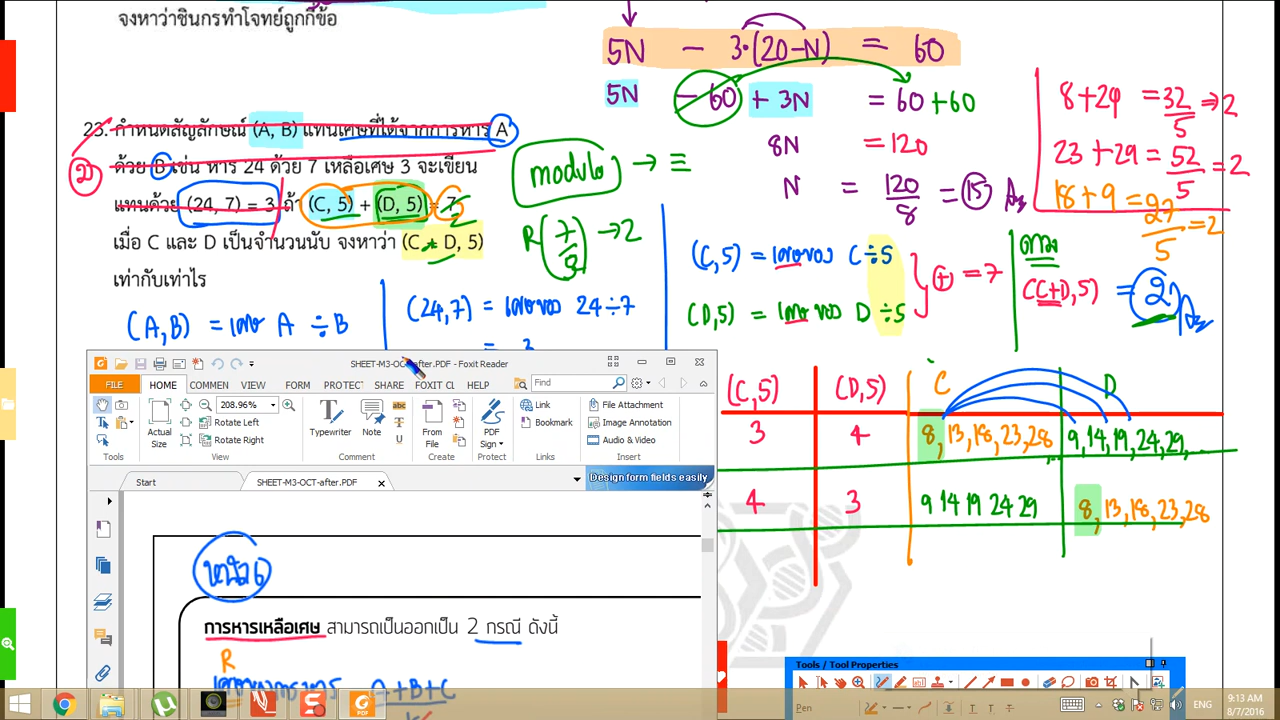 จงหาว่าชินกรทำโจทย์ถูกกี่ข้อ
5N - 3·(20-N) = 60
5N - 60 + 3N = 60 + 60
8N = 120
N = 120/8 = 15 Ans
23. กำหนดสัญลักษณ์ (A, B) แทนเศษที่ได้จากการหาร A
ด้วย B เช่น หาร 24 ด้วย 7 เหลือเศษ 3 จะเขียน
แทนด้วย (24, 7) = 3 ถ้า (C, 5) + (D, 5) = 7
เมื่อ C และ D เป็นจำนวนนับ จงหาว่า (C + D, 5)
เท่ากับเท่าไร
2
modulo → ≡
R(7/5) → 2
8+24 = 32/5 ⇒ 2
23 + 29 = 52/5 = 2
18 + 9 = 27/5 = 2
(A,B) = เศษ A ÷ B
(24,7) = เศษของ 24÷7
= 3
(C,5) = เศษของ C÷5
(D,5) = เศษของ D÷5
+ = 7
ถาม
(C+D,5) = 2 Ans
(C,5) (D,5) C D
3 4 8,13,18,23,28 9,14,19,24,29,
4 3 9 14 19 24 29 8,13,18,23,28
SHEET-M3-OCT-after.PDF - Foxit Reader
FILE HOME COMMEN VIEW FORM PROTEC SHARE FOXIT CL HELP Find
Actual Size 208.96% Rotate Left Rotate Right Typewriter Note From File PDF Sign Link Bookmark File Attachment Image Annotation Audio & Video
Tools View Comment Create Protect Links Insert
Start SHEET-M3-OCT-after.PDF Design form fields easily
หน้า 6
การหารเหลือเศษ สามารถเป็นออกเป็น 2 กรณี ดังนี้
R
A+B+C
Tools / Tool Properties
Pen
ENG 9:13 AM 8/7/2016